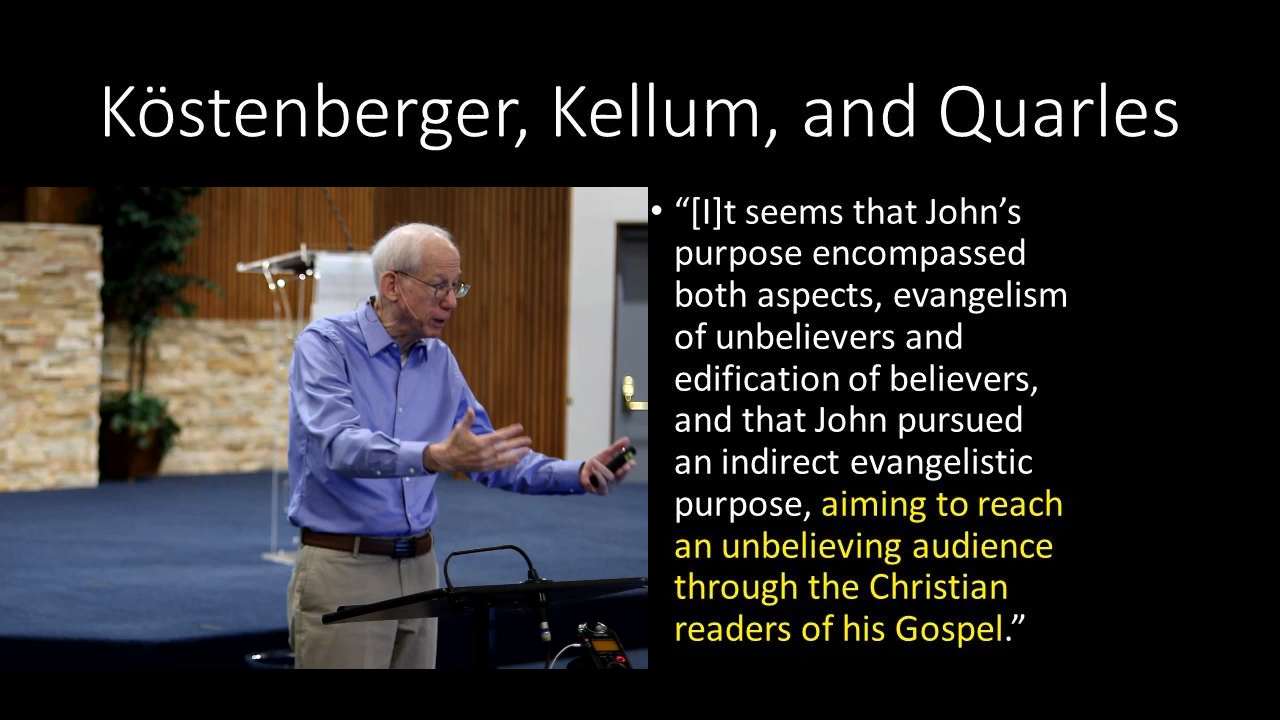 Köstenberger, Kellum, and Quarles
• “[I]t seems that John’s
purpose encompassed
both aspects, evangelism
of unbelievers and
edification of believers,
and that John pursued
an indirect evangelistic
purpose, aiming to reach
an unbelieving audience
through the Christian
readers of his Gospel.”